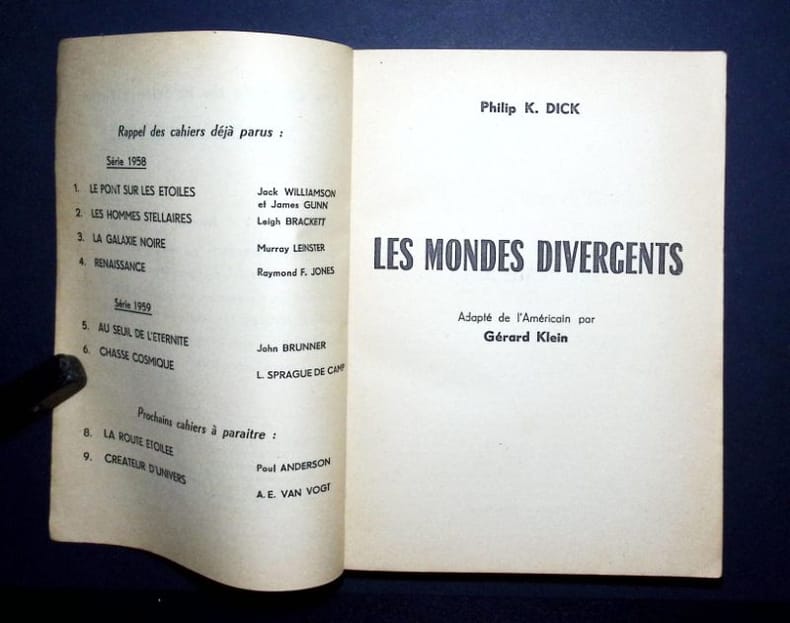 Rappel des cahiers déjà parus :
Série 1958
1. LE PONT SUR LES ETOILES Jack WILLIAMSON
et James GUNN
2. LES HOMMES STELLAIRES Leigh BRACKETT
3. LA GALAXIE NOIRE Murray LEINSTER
4. RENAISSANCE Raymond F. JONES
Série 1959
5. AU SEUIL DE L'ETERNITE John BRUNNER
6. CHASSE COSMIQUE L. SPRAGUE DE CAMP
Prochains cahiers à paraitre :
8. LA ROUTE ETOILEE Poul ANDERSON
9. CREATEUR D'UNIVERS A.E. VAN VOGT
Philip K. DICK
LES MONDES DIVERGENTS
Adapté de l'Américain par
Gérard Klein